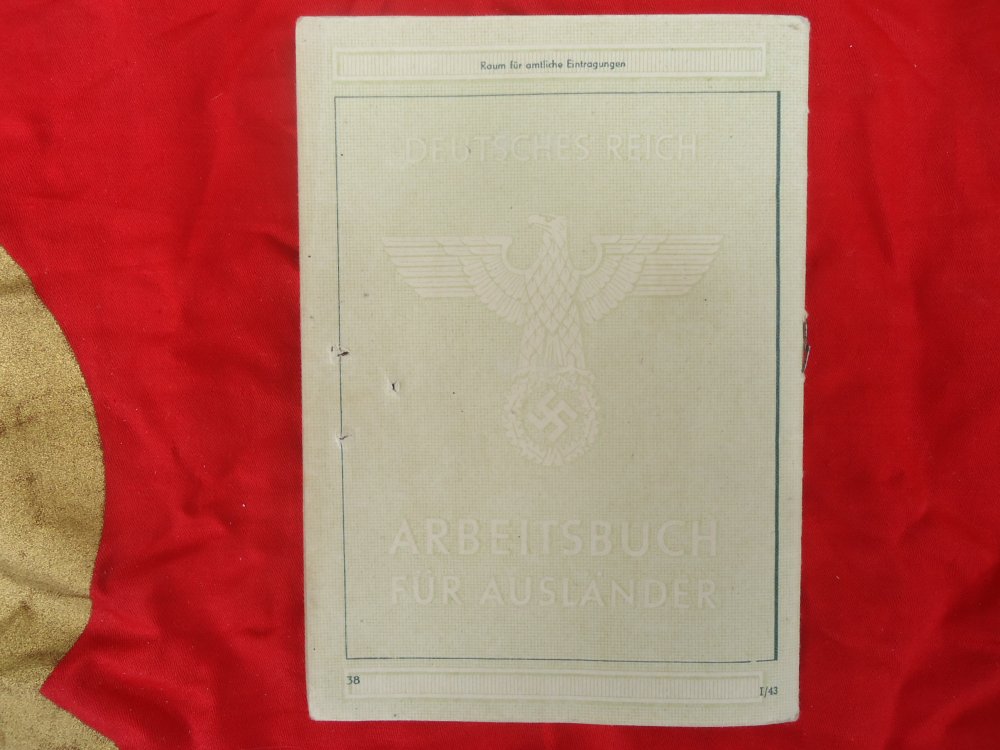 Raum für amtliche Eintragungen
DEUTSCHES REICH
ARBEITSBUCH
FÜR AUSLÄNDER
38
I/43